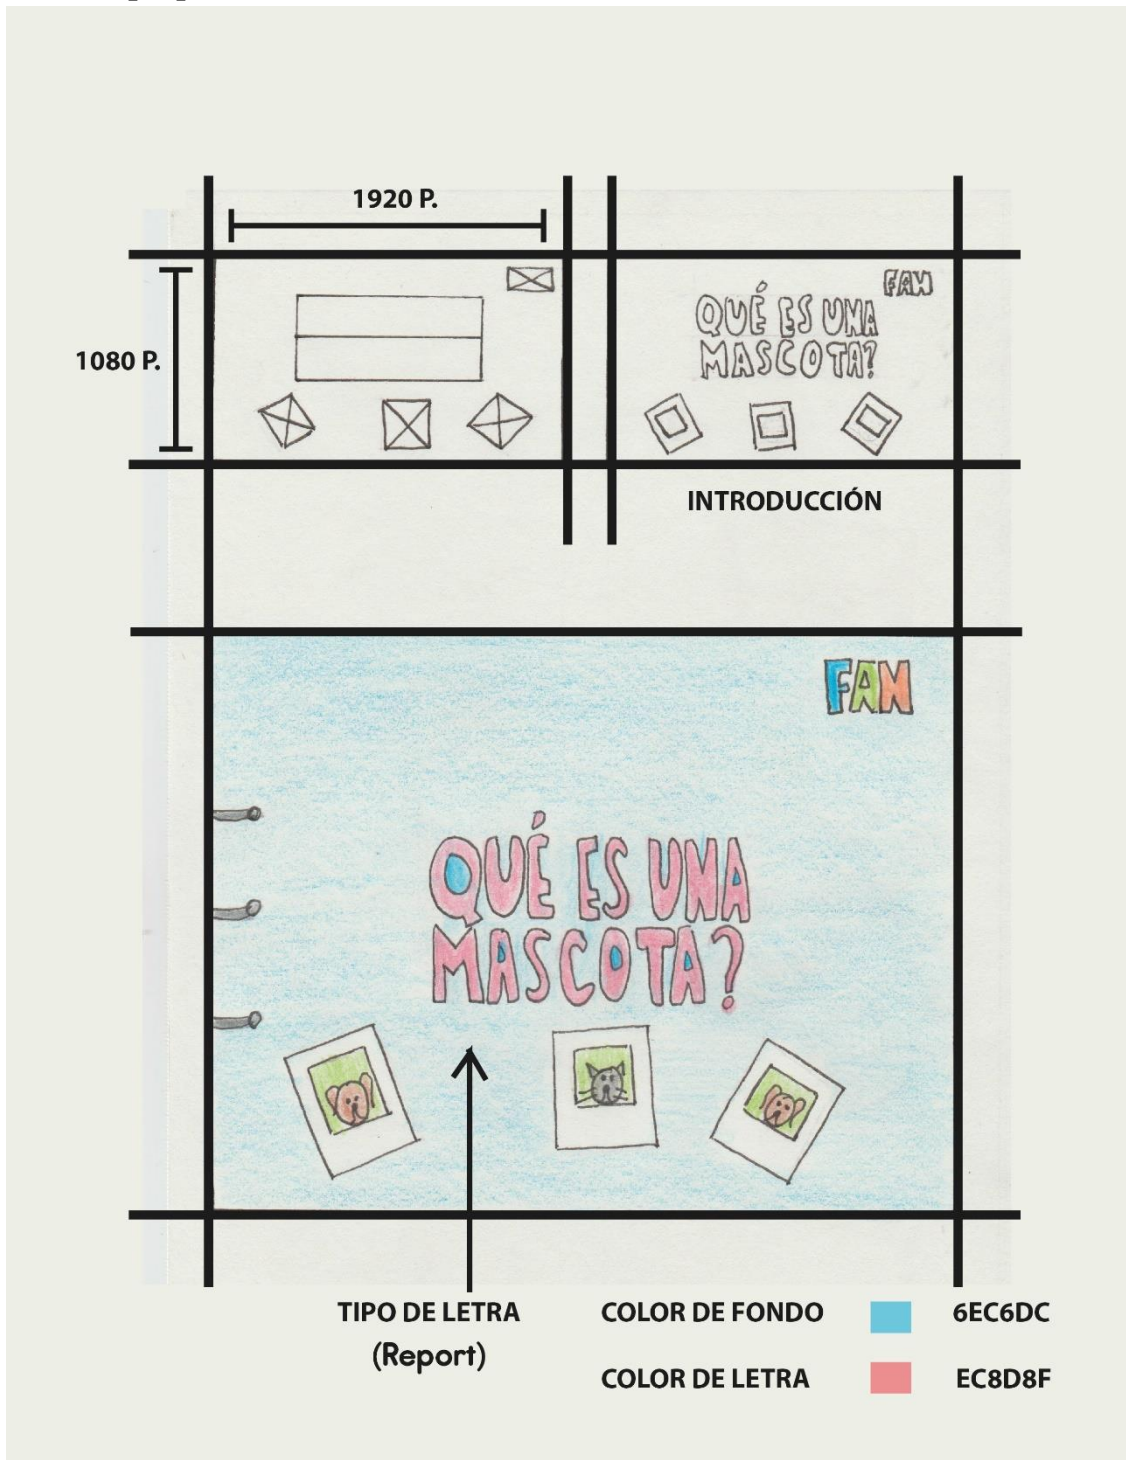 1920 P.
1080 P.
FAN
QUÉ ES UNA
MASCOTA?
INTRODUCCIÓN
FAN
QUÉ ES UNA
MASCOTA?
TIPO DE LETRA
(Report)
COLOR DE FONDO
6EC6DC
COLOR DE LETRA
EC8D8F